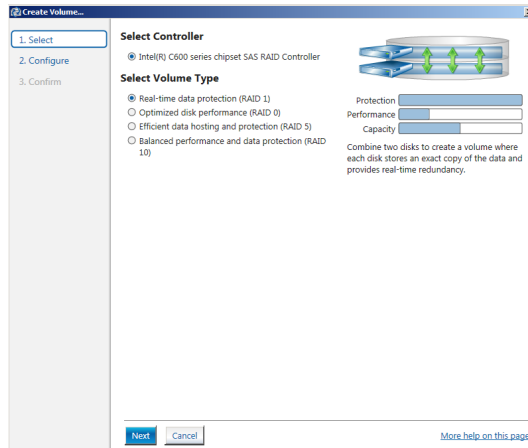 Create Volume...
1. Select
2. Configure
3. Confirm
Select Controller
Intel(R) C600 series chipset SAS RAID Controller
Select Volume Type
Real-time data protection (RAID 1)
Optimized disk performance (RAID 0)
Efficient data hosting and protection (RAID 5)
Balanced performance and data protection (RAID
10)
Protection
Performance
Capacity
Combine two disks to create a volume where
each disk stores an exact copy of the data and
provides real-time redundancy.
Next
Cancel
More help on this page